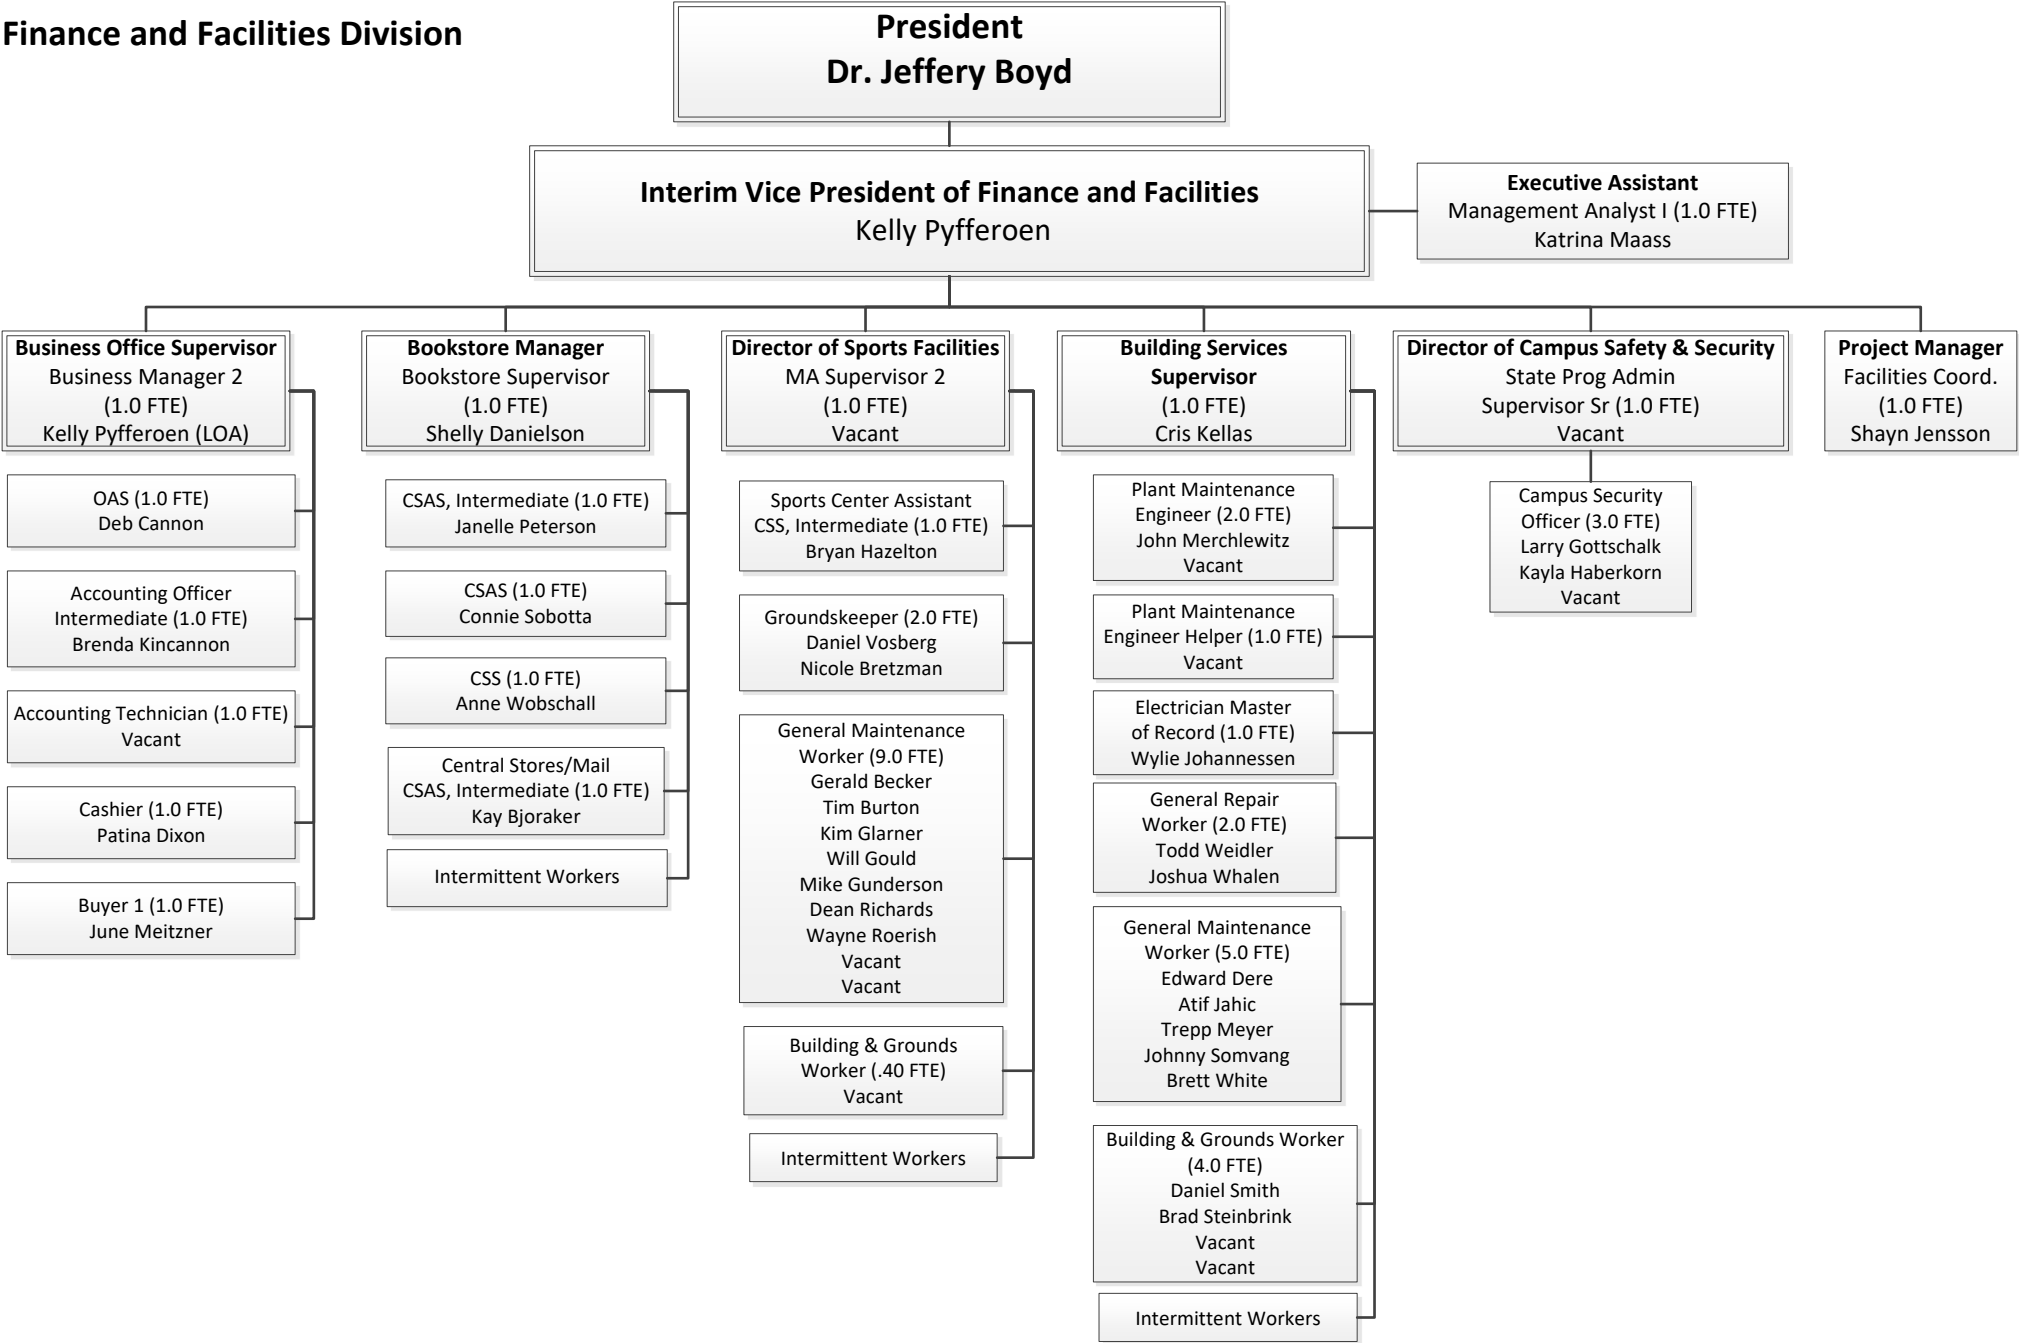 Finance and Facilities Division
President
Dr. Jeffery Boyd
Interim Vice President of Finance and Facilities
Kelly Pyfferoen
Executive Assistant
Management Analyst I (1.0 FTE)
Katrina Maass
Business Office Supervisor
Business Manager 2
(1.0 FTE)
Kelly Pyfferoen (LOA)
OAS (1.0 FTE)
Deb Cannon
Accounting Officer
Intermediate (1.0 FTE)
Brenda Kincannon
Accounting Technician (1.0 FTE)
Vacant
Cashier (1.0 FTE)
Patina Dixon
Buyer 1 (1.0 FTE)
June Meitzner
Bookstore Manager
Bookstore Supervisor
(1.0 FTE)
Shelly Danielson
CSAS, Intermediate (1.0 FTE)
Janelle Peterson
CSAS (1.0 FTE)
Connie Sobotta
CSS (1.0 FTE)
Anne Wobschall
Central Stores/Mail
CSAS, Intermediate (1.0 FTE)
Kay Bjoraker
Intermittent Workers
Director of Sports Facilities
MA Supervisor 2
(1.0 FTE)
Vacant
Sports Center Assistant
CSS, Intermediate (1.0 FTE)
Bryan Hazelton
Groundskeeper (2.0 FTE)
Daniel Vosberg
Nicole Bretzman
General Maintenance
Worker (9.0 FTE)
Gerald Becker
Tim Burton
Kim Glarner
Will Gould
Mike Gunderson
Dean Richards
Wayne Roerish
Vacant
Vacant
Building & Grounds
Worker (.40 FTE)
Vacant
Intermittent Workers
Building Services
Supervisor
(1.0 FTE)
Cris Kellas
Plant Maintenance
Engineer (2.0 FTE)
John Merchlewitz
Vacant
Plant Maintenance
Engineer Helper (1.0 FTE)
Vacant
Electrician Master
of Record (1.0 FTE)
Wylie Johannessen
General Repair
Worker (2.0 FTE)
Todd Weidler
Joshua Whalen
General Maintenance
Worker (5.0 FTE)
Edward Dere
Atif Jahic
Trepp Meyer
Johnny Somvang
Brett White
Building & Grounds Worker
(4.0 FTE)
Daniel Smith
Brad Steinbrink
Vacant
Vacant
Intermittent Workers
Director of Campus Safety & Security
State Prog Admin
Supervisor Sr (1.0 FTE)
Vacant
Campus Security
Officer (3.0 FTE)
Larry Gottschalk
Kayla Haberkorn
Vacant
Project Manager
Facilities Coord.
(1.0 FTE)
Shayn Jensson